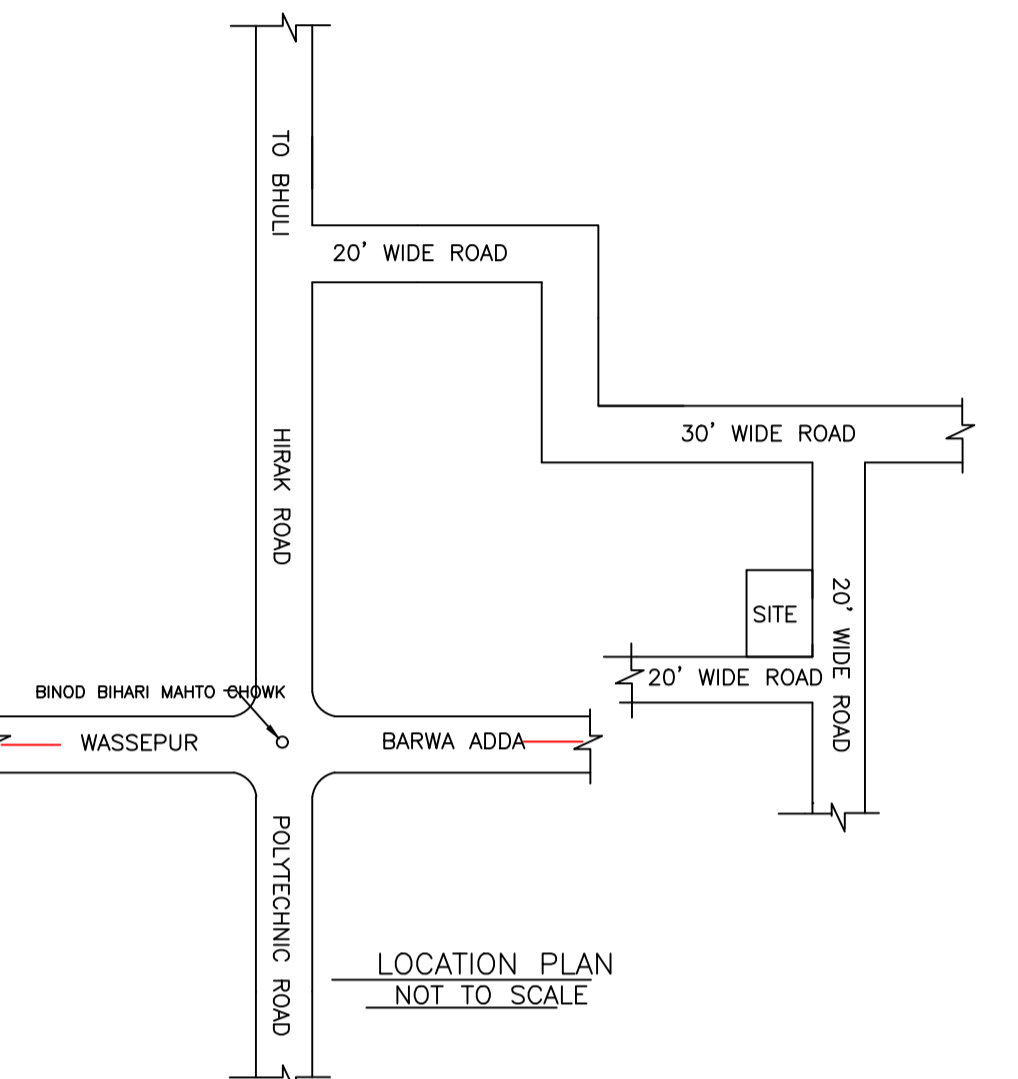 TO BHULI
20' WIDE ROAD
30' WIDE ROAD
HIRAK ROAD
SITE
20' WIDE ROAD
20' WIDE ROAD
BINOD BIHARI MAHTO CHOWK
WASSEPUR
BARWA ADDA
POLYTECHNIC ROAD
LOCATION PLAN
NOT TO SCALE